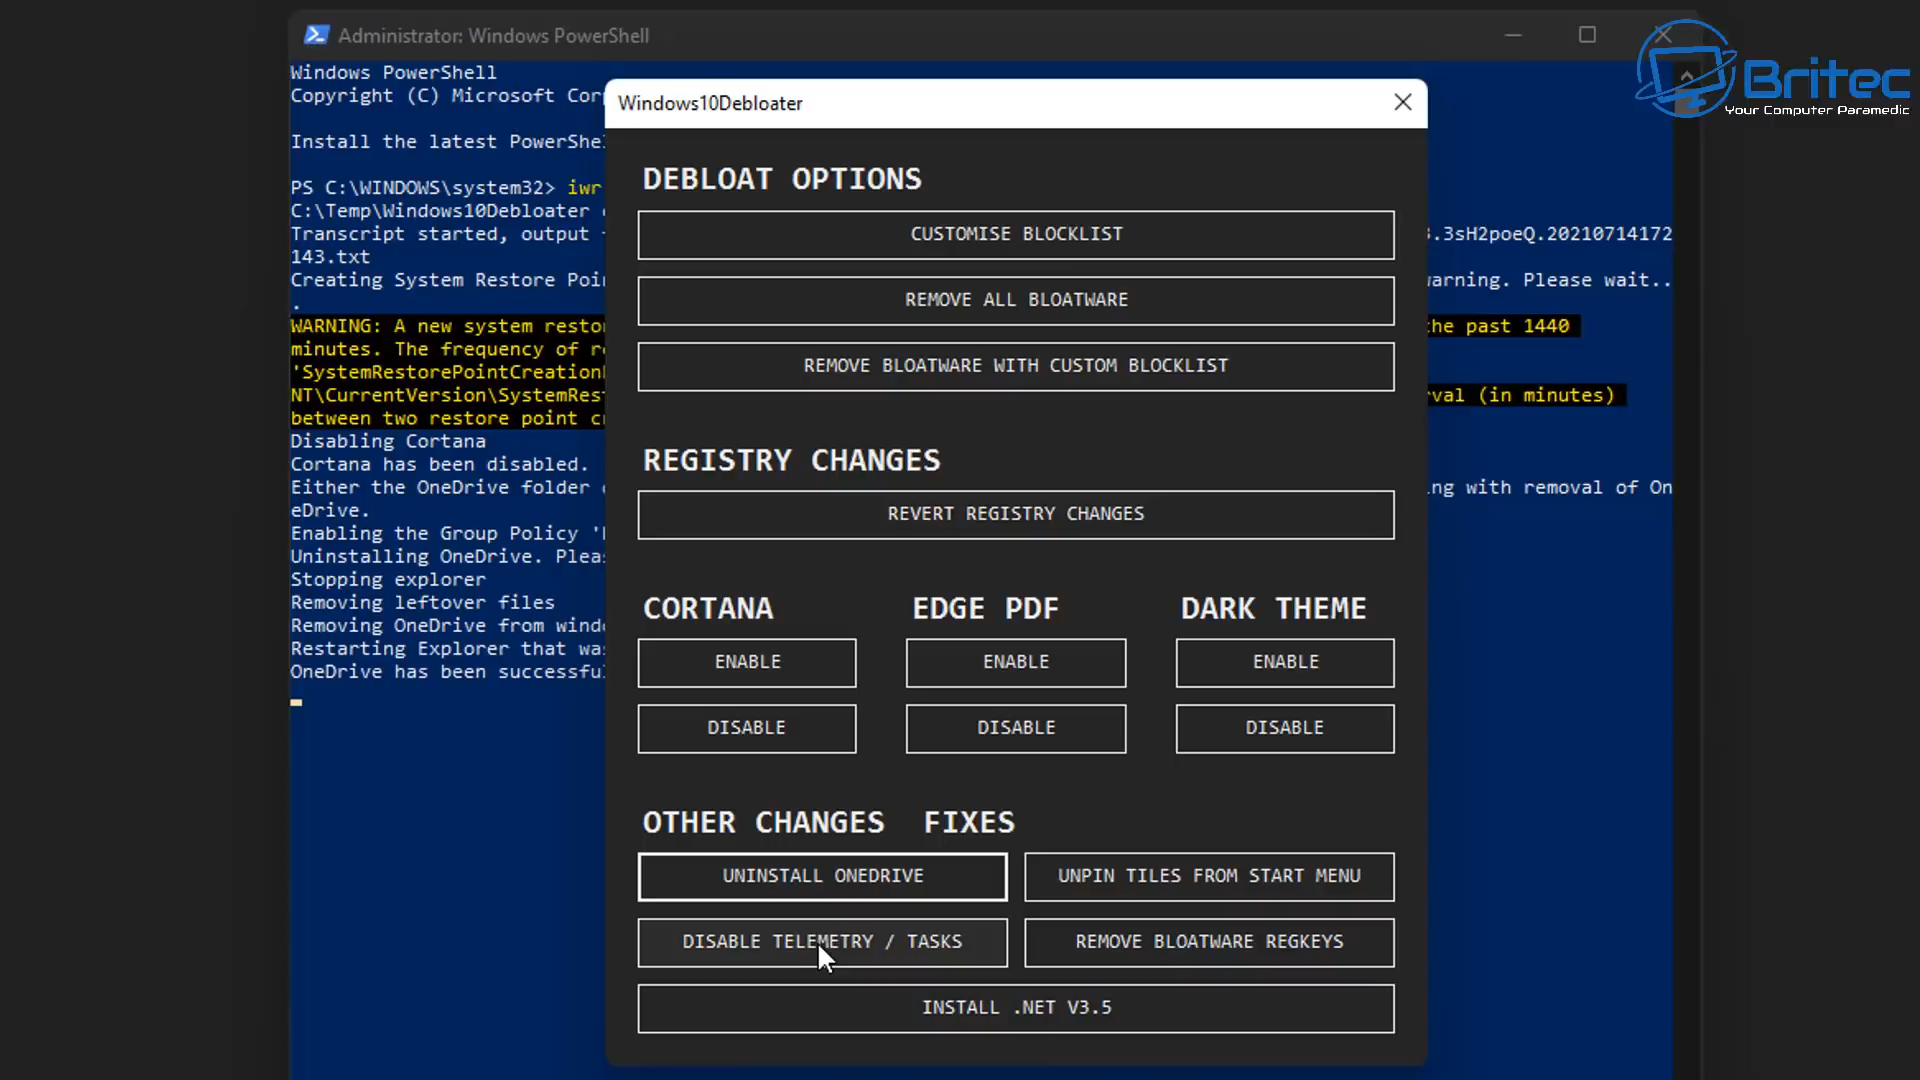 Administrator: Windows PowerShell
Britec
Your Computer Paramedic
Windows PowerShell
Copyright (C) Microsoft Cor
Install the latest PowerShe
PS C:\WINDOWS\system32> iwr
C:\Temp\Windows10Debloater
Transcript started, output
.3sH2poeQ.20210714172
143.txt
Creating System Restore Poi
arning. Please wait..
.
WARNING: A new system resto
he past 1440
minutes. The frequency of r
'SystemRestorePointCreation
NT\CurrentVersion\SystemRes
rval (in minutes)
between two restore point c
Disabling Cortana
Cortana has been disabled.
Either the OneDrive folder
ng with removal of On
eDrive.
Enabling the Group Policy '
Uninstalling OneDrive. Plea
Stopping explorer
Removing leftover files
Removing OneDrive from wind
Restarting Explorer that wa
OneDrive has been successfu
Windows10Debloater
DEBLOAT OPTIONS
CUSTOMISE BLOCKLIST
REMOVE ALL BLOATWARE
REMOVE BLOATWARE WITH CUSTOM BLOCKLIST
REGISTRY CHANGES
REVERT REGISTRY CHANGES
CORTANA EDGE PDF DARK THEME
ENABLE ENABLE ENABLE
DISABLE DISABLE DISABLE
OTHER CHANGES FIXES
UNINSTALL ONEDRIVE UNPIN TILES FROM START MENU
DISABLE TELEMETRY / TASKS REMOVE BLOATWARE REGKEYS
INSTALL .NET V3.5